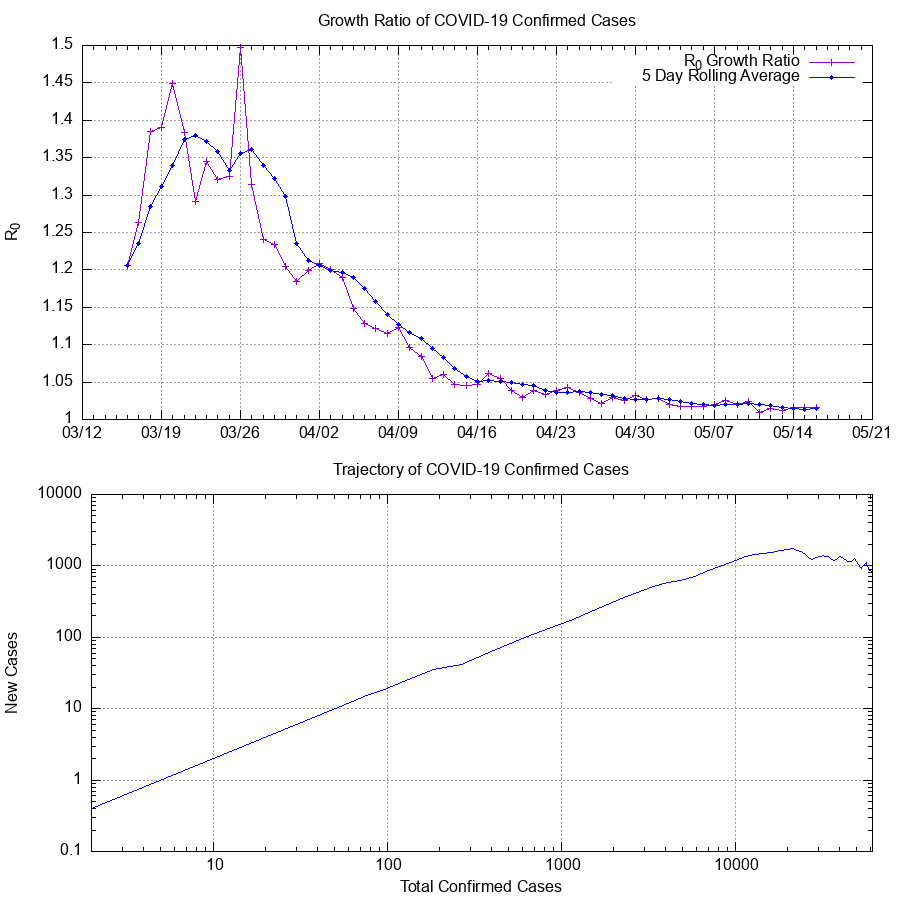 Growth Ratio of COVID-19 Confirmed Cases
R0 Growth Ratio
5 Day Rolling Average
1.5
1.45
1.4
1.35
1.3
1.25
1.2
1.15
1.1
1.05
1
R0
03/12 03/19 03/26 04/02 04/09 04/16 04/23 04/30 05/07 05/14 05/21
Trajectory of COVID-19 Confirmed Cases
10000
1000
100
10
1
0.1
New Cases
10 100 1000 10000
Total Confirmed Cases